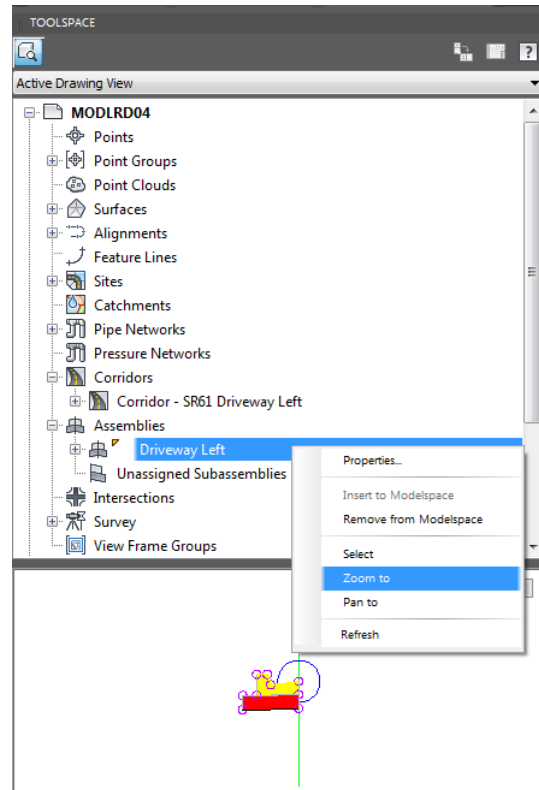 TOOLSPACE
?
Active Drawing View
MODLRD04
Points
Point Groups
Point Clouds
Surfaces
Alignments
Feature Lines
Sites
Catchments
Pipe Networks
Pressure Networks
Corridors
Corridor - SR61 Driveway Left
Assemblies
Driveway Left
Unassigned Subassemblies
Intersections
Survey
View Frame Groups
Properties...
Insert to Modelspace
Remove from Modelspace
Select
Zoom to
Pan to
Refresh